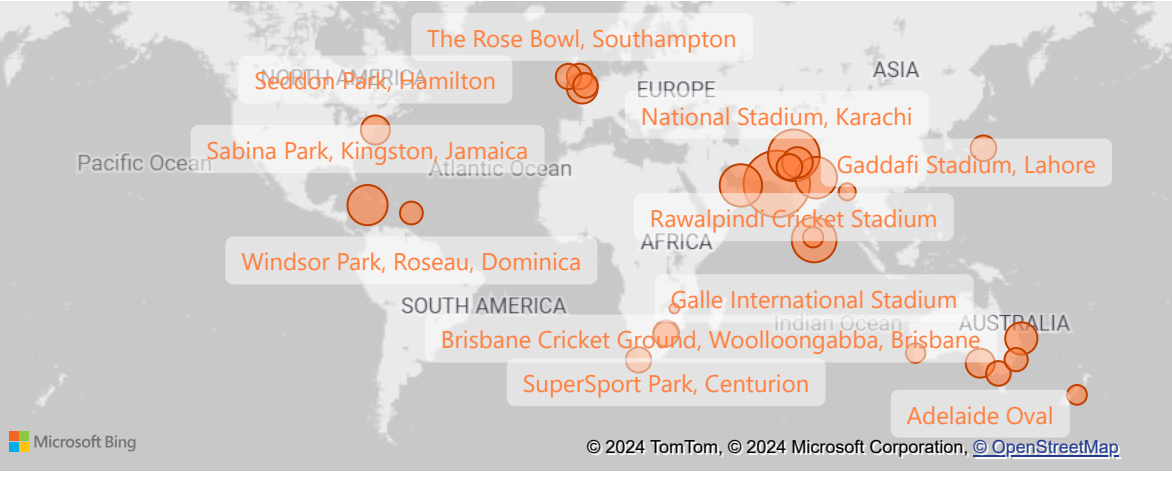 The Rose Bowl, Southampton
NORTH AMERICA
Seddon Park, Hamilton
EUROPE
ASIA
National Stadium, Karachi
Sabina Park, Kingston, Jamaica
Pacific Ocean
Atlantic Ocean
Gaddafi Stadium, Lahore
Rawalpindi Cricket Stadium
AFRICA
Windsor Park, Roseau, Dominica
SOUTH AMERICA
Galle International Stadium
Indian Ocean
AUSTRALIA
Brisbane Cricket Ground, Woolloongabba, Brisbane
SuperSport Park, Centurion
Adelaide Oval
Microsoft Bing
© 2024 TomTom, © 2024 Microsoft Corporation, © OpenStreetMap